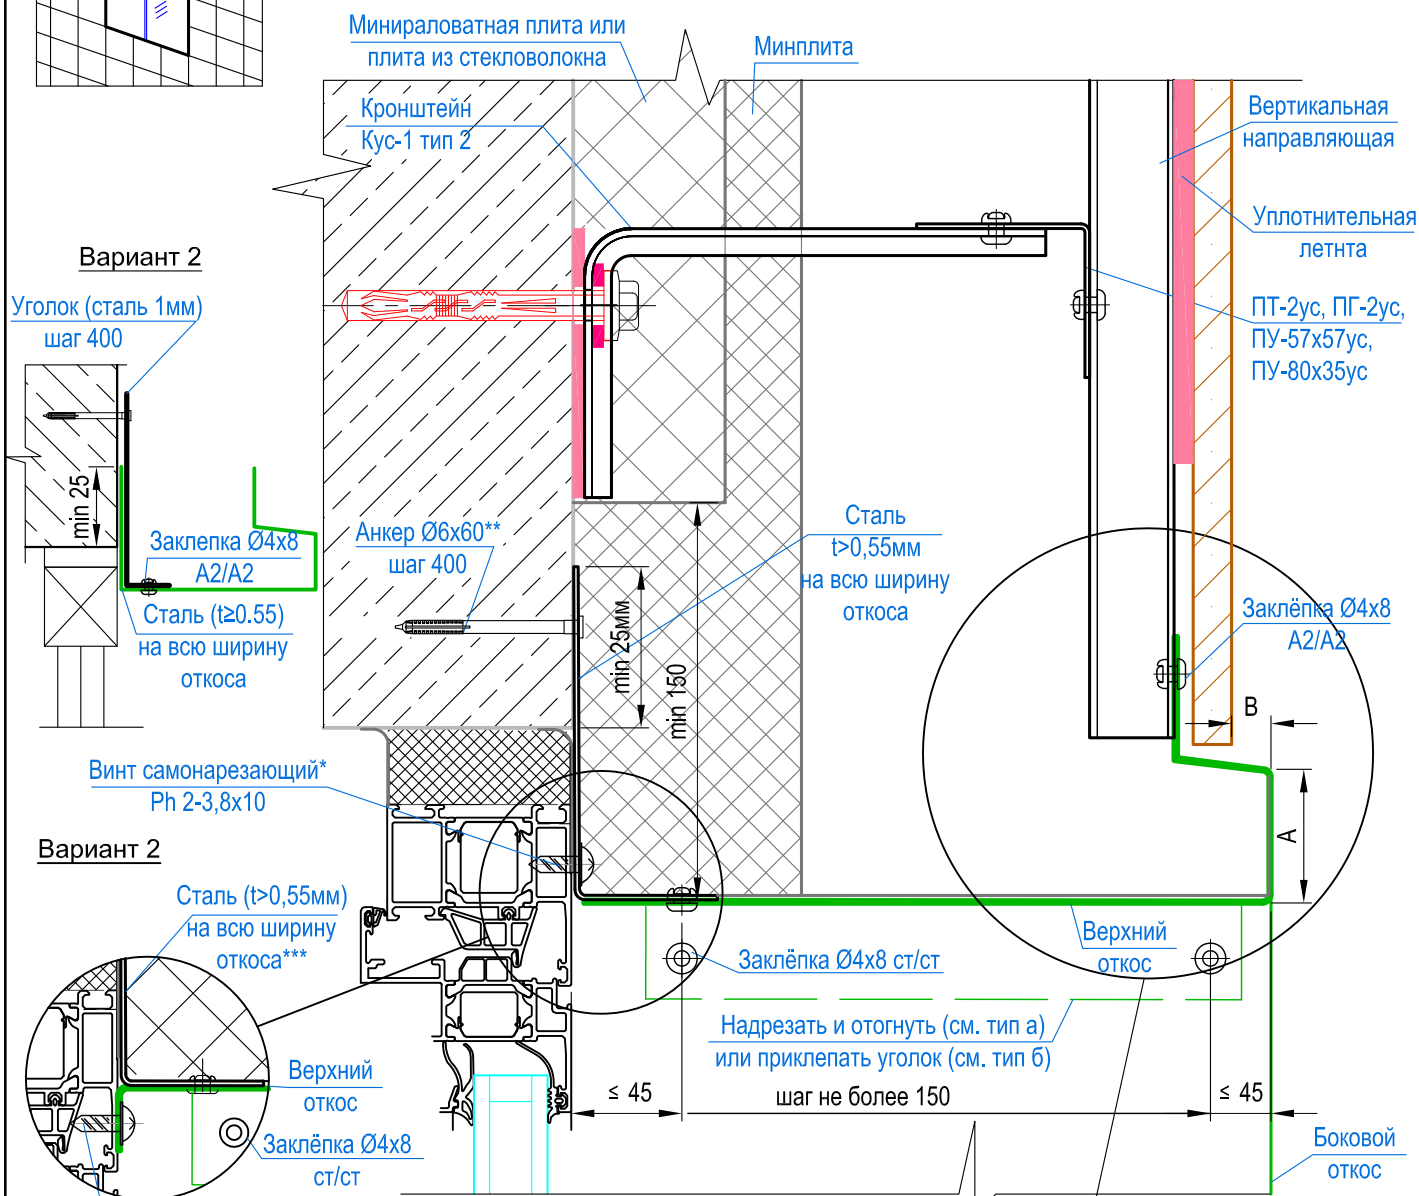 Минираловатная плита или
плита из стекловолокна
Минплита
Кронштейн
Кус-1 тип 2
Вертикальная
направляющая
Уплотнительная
летнта
ПТ-2ус, ПГ-2ус,
ПУ-57х57ус,
ПУ-80х35ус
Вариант 2
Уголок (сталь 1мм)
шаг 400
min 25
Заклепка Ø4х8
А2/А2
Сталь (t≥0.55)
на всю ширину
откоса
Анкер Ø6х60**
шаг 400
Сталь
t>0,55мм
на всю ширину
откоса
min 25мм
min 150
Заклёпка Ø4х8
А2/А2
В
А
Винт самонарезающий*
Ph 2-3,8х10
Вариант 2
Сталь (t>0,55мм)
на всю ширину
откоса***
Верхний
откос
Заклёпка Ø4х8
ст/ст
Заклёпка Ø4х8 ст/ст
Верхний
откос
Надрезать и отогнуть (см. тип а)
или приклепать уголок (см. тип б)
≤ 45
шаг не более 150
≤ 45
Боковой
откос